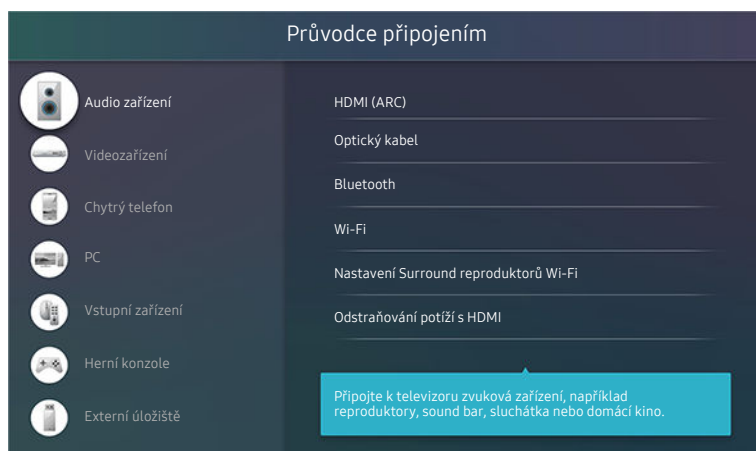 Průvodce připojením
Audio zařízení
Videozařízení
Chytrý telefon
PC
Vstupní zařízení
Herní konzole
Externí úložiště
HDMI (ARC)
Optický kabel
Bluetooth
Wi-Fi
Nastavení Surround reproduktorů Wi-Fi
Odstraňování potíží s HDMI
Připojte k televizoru zvuková zařízení, například
reproduktory, sound bar, sluchátka nebo domácí kino.